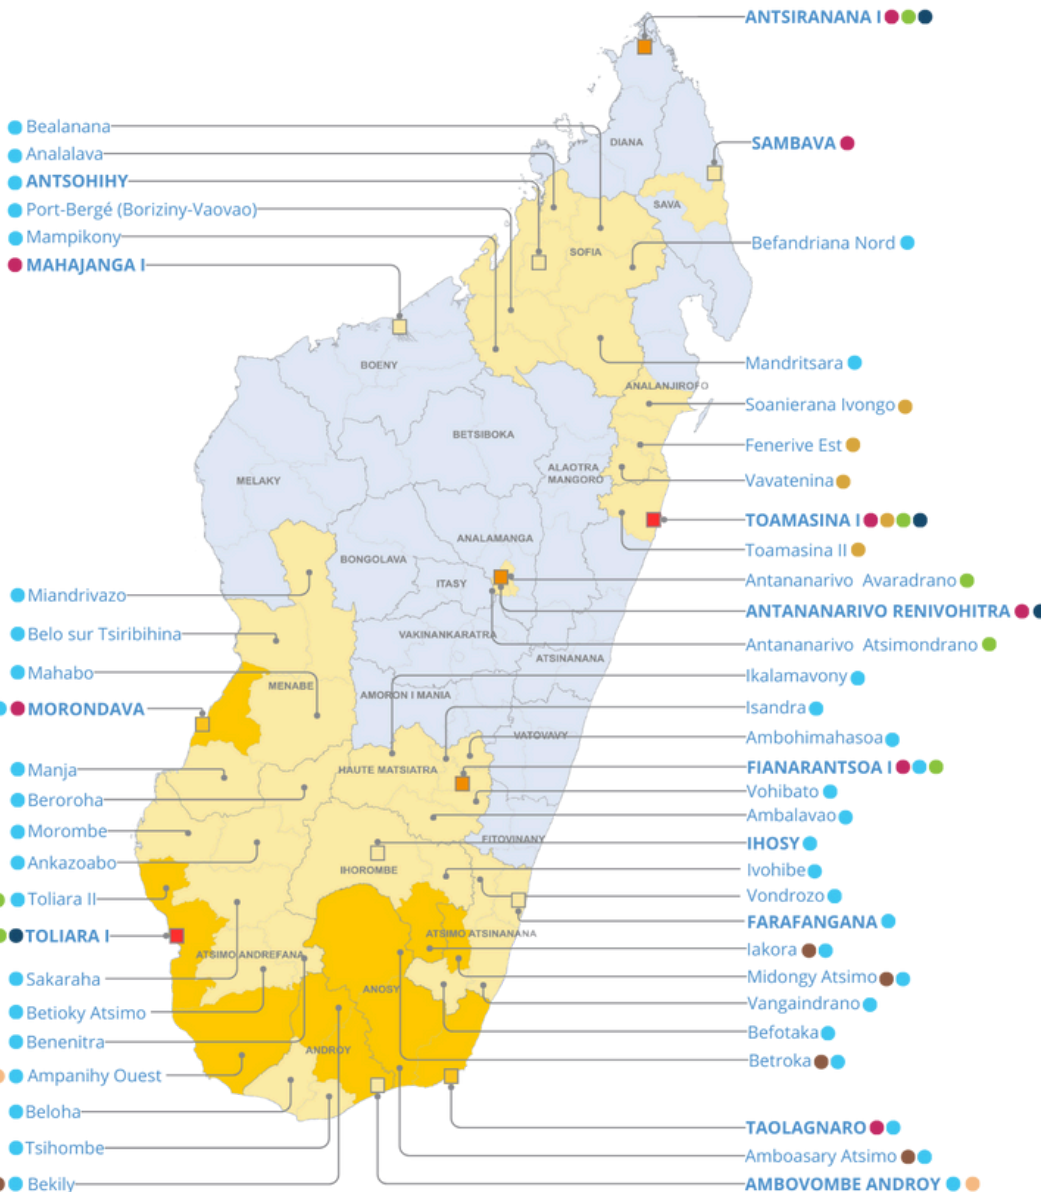 ANTSIRANANA I
Bealanana
DIANA
SAMBAVA
Analalava
ANTSOHIHY
SAVA
Port-Bergé (Boriziny-Vaovao)
Mampikony
Befandriana Nord
SOFIA
MAHAJANGA I
BOENY
Mandritsara
ANALANJIROFO
Soanierana Ivongo
BETSIBOKA
Fenerive Est
ALAOTRA
MANGORO
MELAKY
Vavatenina
TOAMASINA I
ANALAMANGA
Toamasina II
BONGOLAVA
ITASY
Antananarivo Avaradrano
Miandrivazo
ANTANANARIVO RENIVOHITRA
Belo sur Tsiribihina
VAKINANKARATRA
Antananarivo Atsimondrano
ATSINANANA
Mahabo
Ikalamavony
MENABE
AMORON I MANIA
MORONDAVA
Isandra
VATOVAVY
Ambohimahasoa
Manja
HAUTE MATSIATRA
FIANARANTSOA I
Beroroha
Vohibato
Morombe
Ambalavao
FITOVINANY
IHOSY
Ankazoabo
IHOROMBE
Ivohibe
Toliara II
Vondrozo
FARAFANGANA
TOLIARA I
ATSIMO ATSINANANA
Iakora
ATSIMO ANDREFANA
Sakaraha
Midongy Atsimo
ANOSY
Vangaindrano
Betioky Atsimo
Befotaka
Benenitra
ANDROY
Betroka
Ampanihy Ouest
Beloha
TAOLAGNARO
Tsihombe
Amboasary Atsimo
Bekily
AMBOVOMBE ANDROY